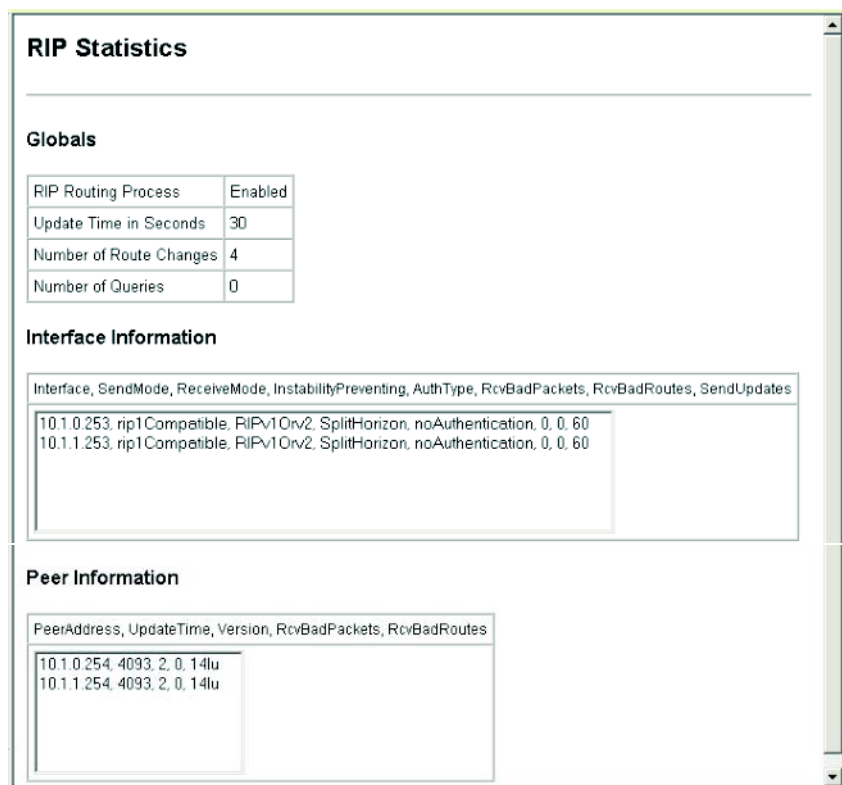 RIP Statistics
Globals
RIP Routing Process Enabled
Update Time in Seconds 30
Number of Route Changes 4
Number of Queries 0
Interface Information
Interface, SendMode, ReceiveMode, InstabilityPreventing, AuthType, RcvBadPackets, RcvBadRoutes, SendUpdates
10.1.0.253, rip1Compatible, RIPv1Orv2, SplitHorizon, noAuthentication, 0, 0, 60
10.1.1.253, rip1Compatible, RIPv1Orv2, SplitHorizon, noAuthentication, 0, 0, 60
Peer Information
PeerAddress, UpdateTime, Version, RcvBadPackets, RcvBadRoutes
10.1.0.254, 4093, 2, 0, 14lu
10.1.1.254, 4093, 2, 0, 14lu